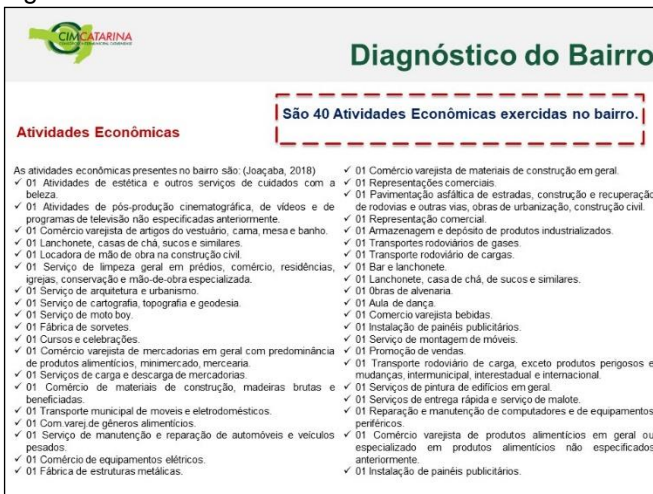 CIMCATARINA
Diagnóstico do Bairro
São 40 Atividades Econômicas exercidas no bairro.
Atividades Econômicas
As atividades econômicas presentes no bairro são: (Joaçaba, 2018)
✓ 01 Atividades de estética e outros serviços de cuidados com a
beleza.
✓ 01 Atividades de pós-produção cinematográfica, de vídeos e de
programas de televisão não especificadas anteriormente.
✓ 01 Comércio varejista de artigos do vestuário, cama, mesa e banho.
✓ 01 Lanchonete, casas de chá, sucos e similares.
✓ 01 Locadora de mão de obra na construção civil.
✓ 01 Serviço de limpeza geral em prédios, comércio, residências,
igrejas, conservação e mão-de-obra especializada.
✓ 01 Serviço de arquitetura e urbanismo.
✓ 01 Serviço de cartografia, topografia e geodesia.
✓ 01 Serviço de moto boy.
✓ 01 Fábrica de sorvetes.
✓ 01 Cursos e celebrações.
✓ 01 Comércio varejista de mercadorias em geral com predominância
de produtos alimentícios, minimercado, mercearia.
✓ 01 Serviços de carga e descarga de mercadorias.
✓ 01 Comércio de materiais de construção, madeiras brutas e
beneficiadas.
✓ 01 Transporte municipal de moveis e eletrodomésticos.
✓ 01 Com.varej.de gêneros alimentícios.
✓ 01 Serviço de manutenção e reparação de automóveis e veículos
pesados.
✓ 01 Comércio de equipamentos elétricos.
✓ 01 Fábrica de estruturas metálicas.
✓ 01 Comércio varejista de materiais de construção em geral.
✓ 01 Representações comerciais.
✓ 01 Pavimentação asfáltica de estradas, construção e recuperação
de rodovias e outras vias, obras de urbanização, construção civil.
✓ 01 Representação comercial.
✓ 01 Armazenagem e depósito de produtos industrializados.
✓ 01 Transportes rodoviários de gases.
✓ 01 Transporte rodoviário de cargas.
✓ 01 Bar e lanchonete.
✓ 01 Lanchonete, casa de chá, de sucos e similares.
✓ 01 0bras de alvenaria.
✓ 01 Aula de dança.
✓ 01 Comercio varejista bebidas.
✓ 01 Instalação de painéis publicitários.
✓ 01 Serviço de montagem de móveis.
✓ 01 Promoção de vendas.
✓ 01 Transporte rodoviário de carga, exceto produtos perigosos e
mudanças, intermunicipal, interestadual e internacional.
✓ 01 Serviços de pintura de edifícios em geral.
✓ 01 Serviços de entrega rápida e serviço de malote.
✓ 01 Reparação e manutenção de computadores e de equipamentos
periféricos.
✓ 01 Comércio varejista de produtos alimentícios em geral ou
especializado em produtos alimentícios não especificados
anteriormente.
✓ 01 Instalação de painéis publicitários.